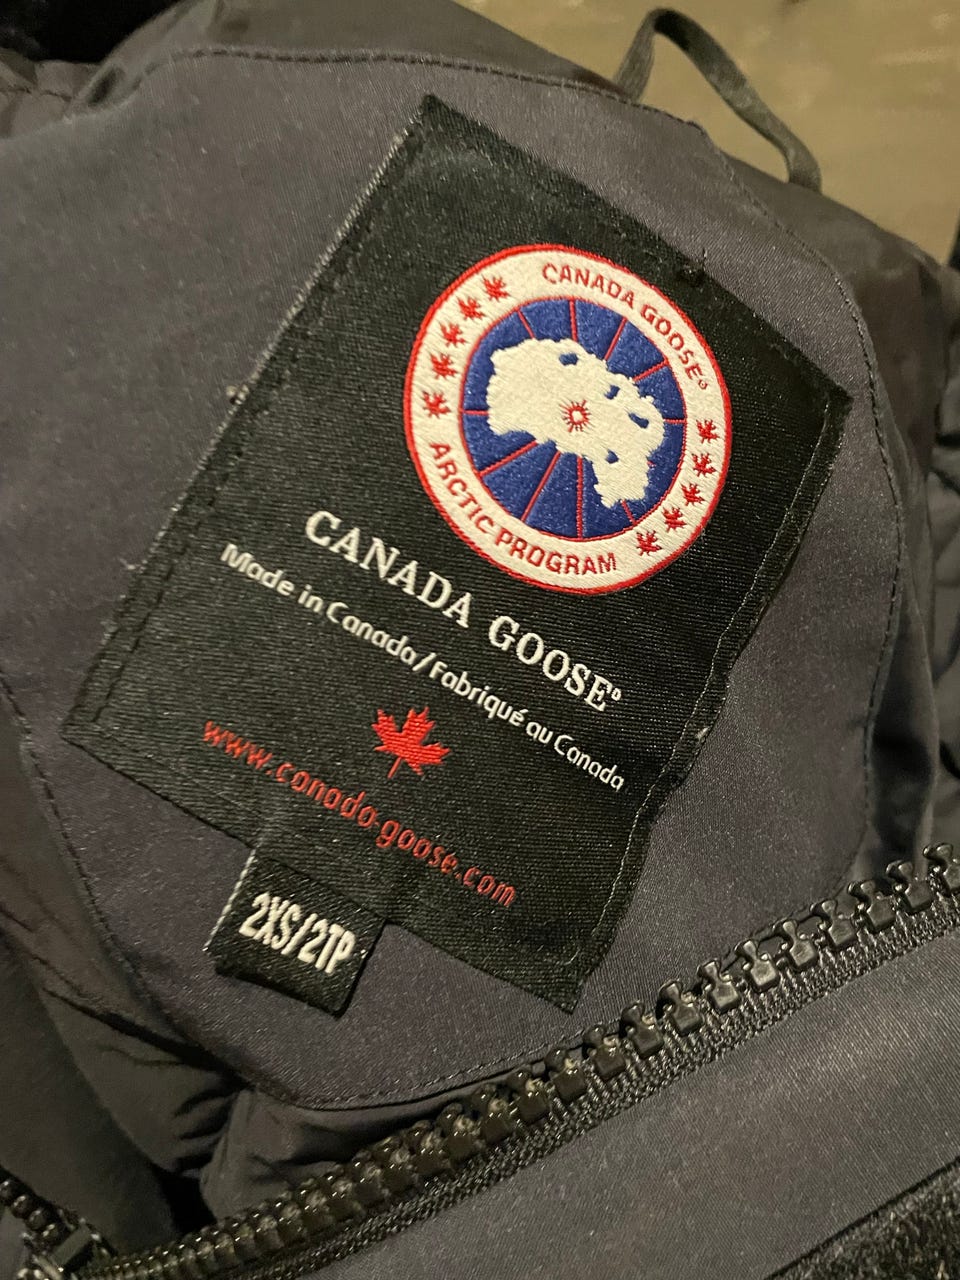 CANADA GOOSE®
ARCTIC PROGRAM
CANADA GOOSE®
Made in Canada/Fabriqué au Canada
www.canada-goose.com
2XS/2TP